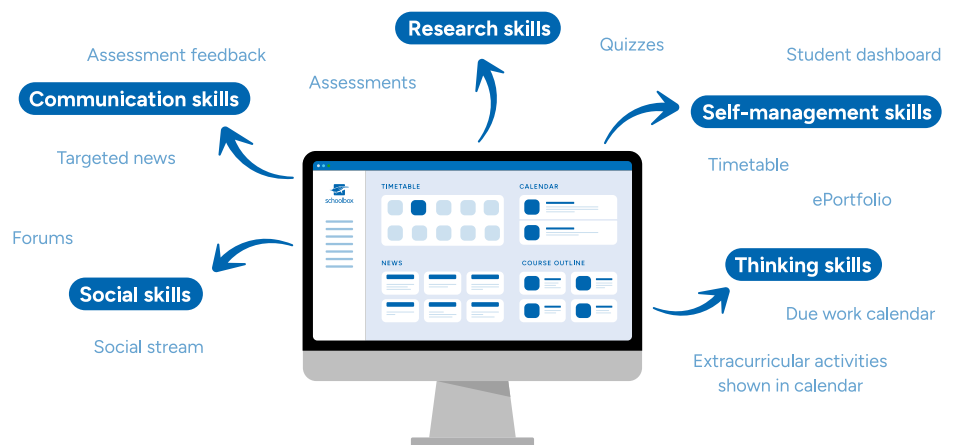 Research skills
Quizzes
Assessment feedback
Student dashboard
Assessments
Communication skills
Self-management skills
Targeted news
Timetable
ePortfolio
schoolbox
TIMETABLE
CALENDAR
NEWS
COURSE OUTLINE
Forums
Social skills
Social stream
Thinking skills
Due work calendar
Extracurricular activities
shown in calendar